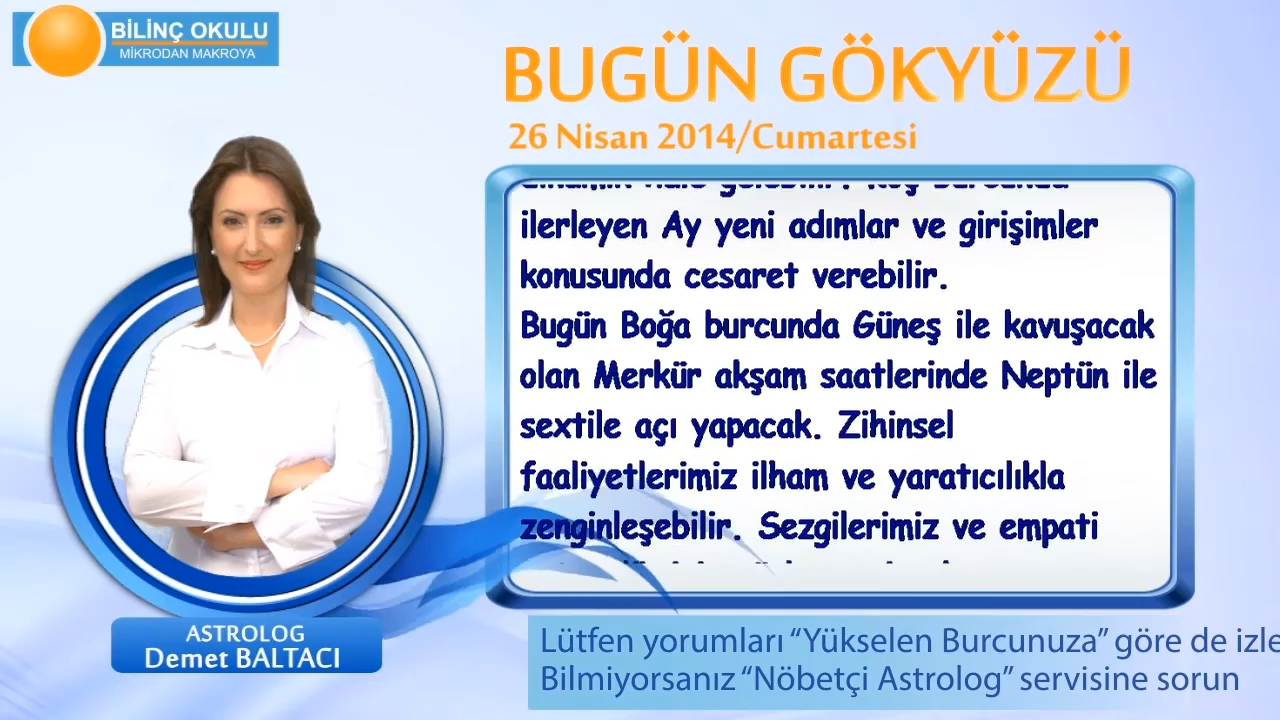 BİLİNÇ OKULU
MİKRODAN MAKROYA
BUGÜN GÖKYÜZÜ
26 Nisan 2014/Cumartesi
ilerleyen Ay yeni adımlar ve girişimler
konusunda cesaret verebilir.
Bugün Boğa burcunda Güneş ile kavuşacak
olan Merkür akşam saatlerinde Neptün ile
sextile açı yapacak. Zihinsel
faaliyetlerimiz ilham ve yaratıcılıkla
zenginleşebilir. Sezgilerimiz ve empati
ASTROLOG
Demet BALTACI
Lütfen yorumları “Yükselen Burcunuza” göre de izle
Bilmiyorsanız “Nöbetçi Astrolog” servisine sorun